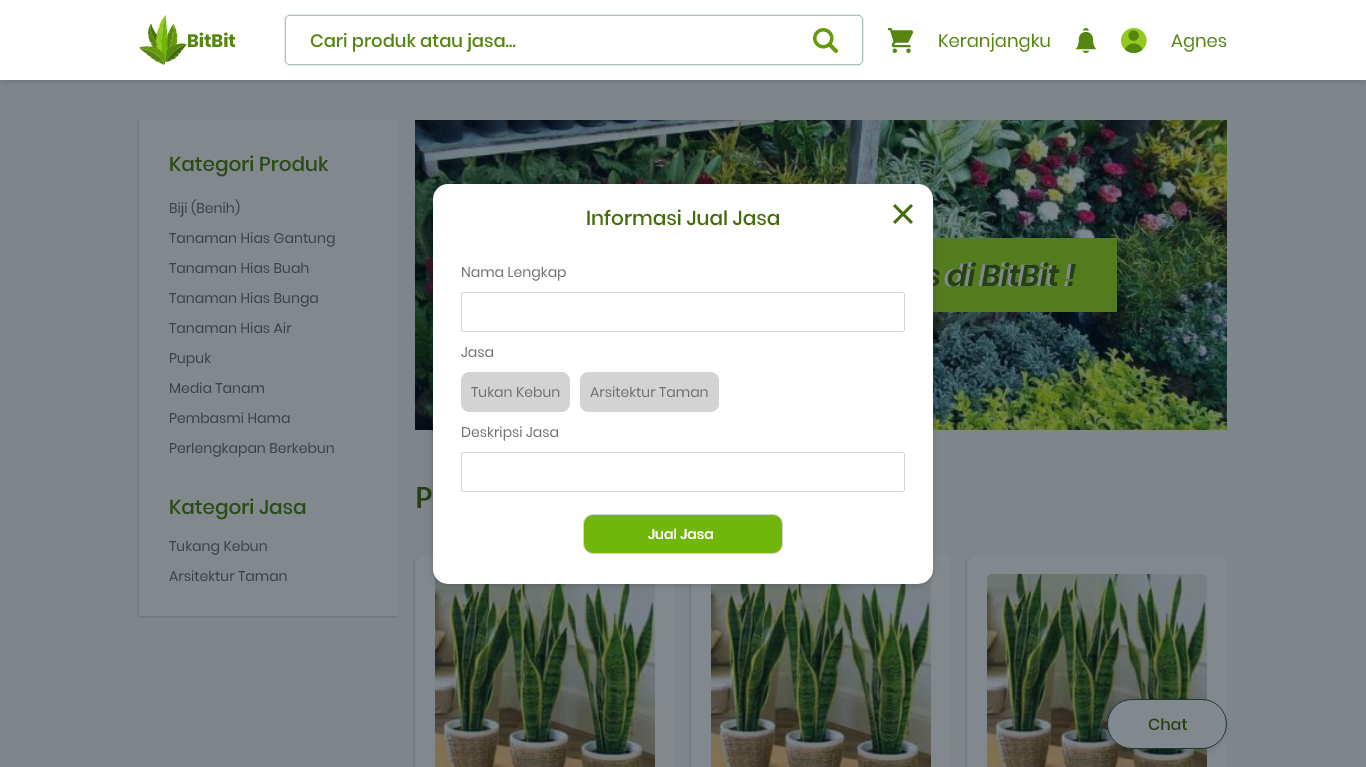 BitBit
Cari produk atau jasa...
Keranjangku
Agnes
Kategori Produk
Biji (Benih)
Tanaman Hias Gantung
Tanaman Hias Buah
Tanaman Hias Bunga
Tanaman Hias Air
Pupuk
Media Tanam
Pembasmi Hama
Perlengkapan Berkebun
Kategori Jasa
Tukang Kebun
Arsitektur Taman
s di BitBit !
P
Informasi Jual Jasa
Nama Lengkap
Jasa
Tukan Kebun
Arsitektur Taman
Deskripsi Jasa
Jual Jasa
Chat